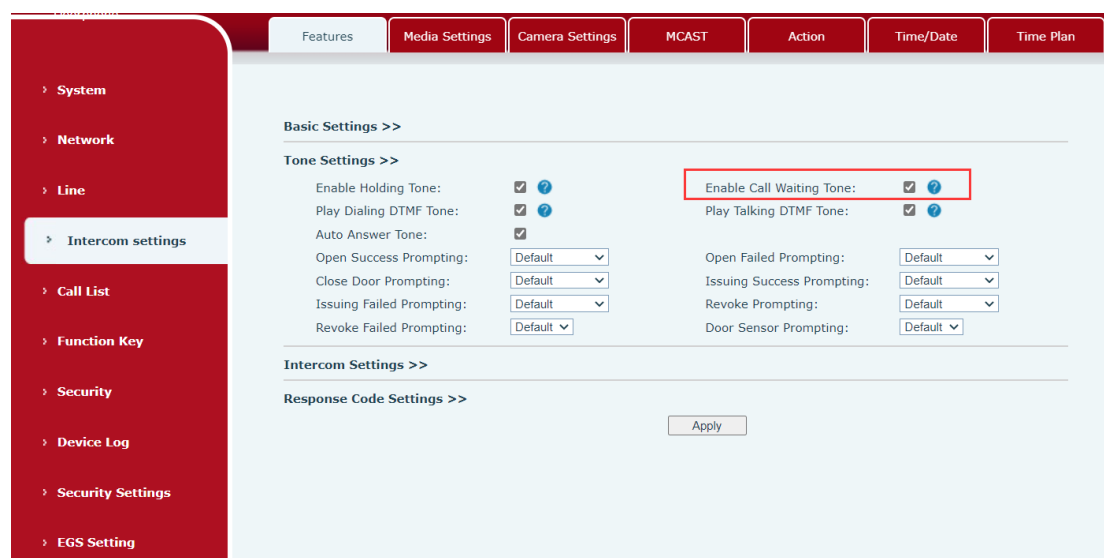 Features Media Settings Camera Settings MCAST Action Time/Date Time Plan
› System
› Network
› Line
› Intercom settings
› Call List
› Function Key
› Security
› Device Log
› Security Settings
› EGS Setting
Basic Settings >>
Tone Settings >>
Enable Holding Tone: ? Enable Call Waiting Tone: ?
Play Dialing DTMF Tone: ? Play Talking DTMF Tone: ?
Auto Answer Tone:
Open Success Prompting: Default Open Failed Prompting: Default
Close Door Prompting: Default Issuing Success Prompting: Default
Issuing Failed Prompting: Default Revoke Prompting: Default
Revoke Failed Prompting: Default Door Sensor Prompting: Default
Intercom Settings >>
Response Code Settings >>
Apply